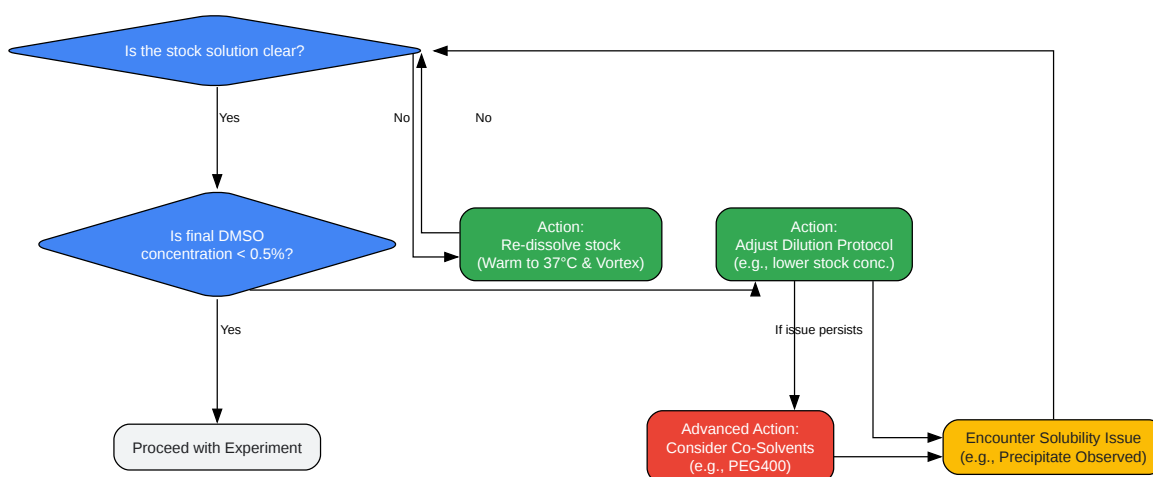 Is the stock solution clear?
Yes
No
No
Is final DMSO
concentration < 0.5%?
Action:
Re-dissolve stock
(Warm to 37°C & Vortex)
Action:
Adjust Dilution Protocol
(e.g., lower stock conc.)
Yes
If issue persists
Proceed with Experiment
Advanced Action:
Consider Co-Solvents
(e.g., PEG400)
Encounter Solubility Issue
(e.g., Precipitate Observed)